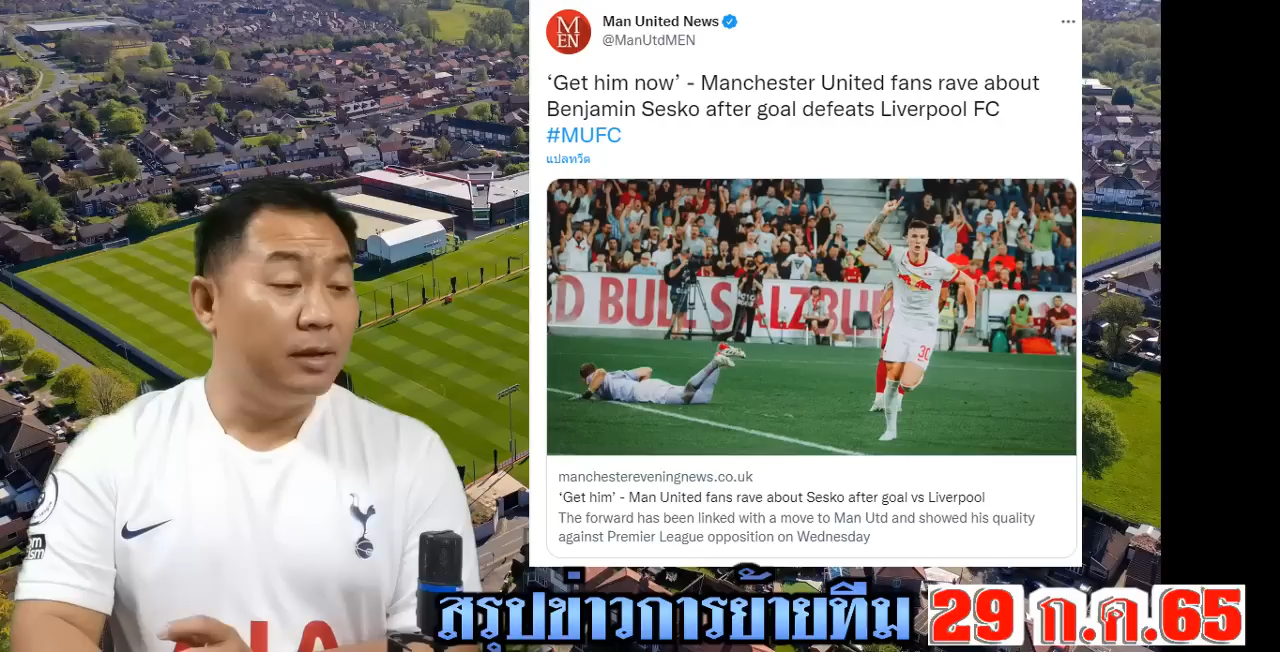 Man United News
@ManUtdMEN
M
EN
‘Get him now’ - Manchester United fans rave about
Benjamin Sesko after goal defeats Liverpool FC
#MUFC
แปลทวีต
D BULL SALZBU
30
manchestereveningnews.co.uk
‘Get him’ - Man United fans rave about Sesko after goal vs Liverpool
The forward has been linked with a move to Man Utd and showed his quality
against Premier League opposition on Wednesday
AIA
สรุปข่าวการย้ายทีม 29 ก.ค.65